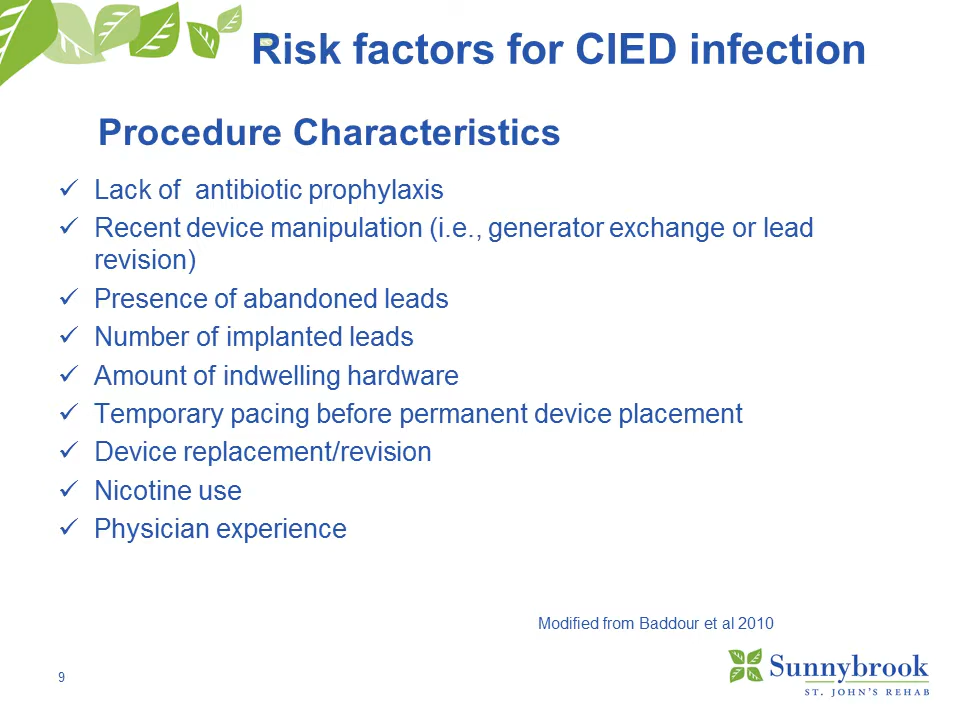 Risk factors for CIED infection
Procedure Characteristics
✓ Lack of  antibiotic prophylaxis
✓ Recent device manipulation (i.e., generator exchange or lead
revision)
✓ Presence of abandoned leads
✓ Number of implanted leads
✓ Amount of indwelling hardware
✓ Temporary pacing before permanent device placement
✓ Device replacement/revision
✓ Nicotine use
✓ Physician experience
Modified from Baddour et al 2010
9
Sunnybrook
ST. JOHN'S REHAB